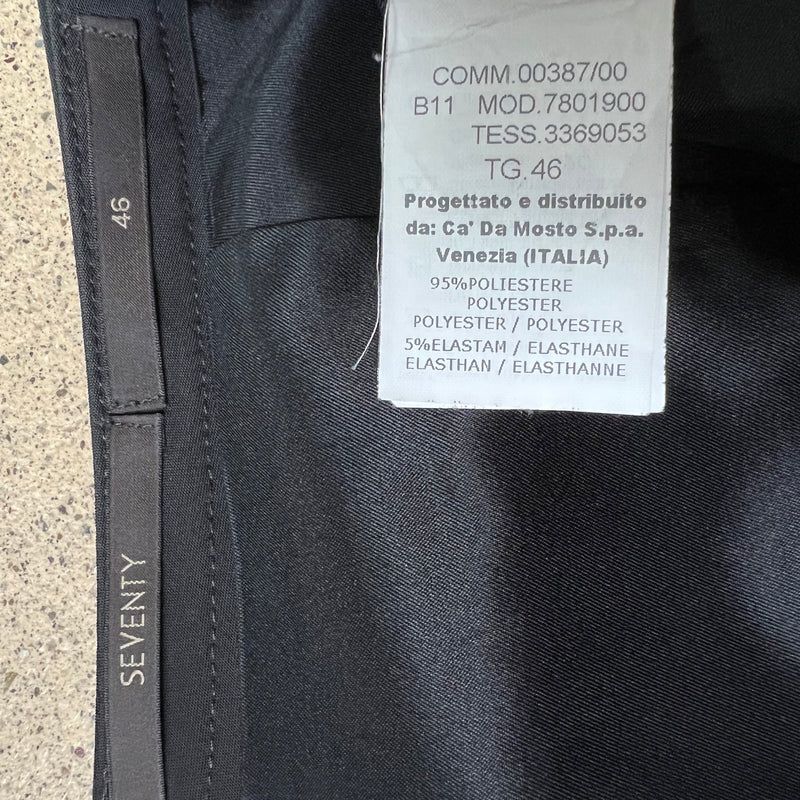 46
SEVENTY
COMM.00387/00
B11 MOD.7801900
TESS.3369053
TG.46
Progettato e distribuito
da: Ca' Da Mosto S.p.a.
Venezia (ITALIA)
95%POLIESTERE
POLYESTER
POLYESTER / POLYESTER
5%ELASTAM / ELASTHANE
ELASTHAN / ELASTHANNE